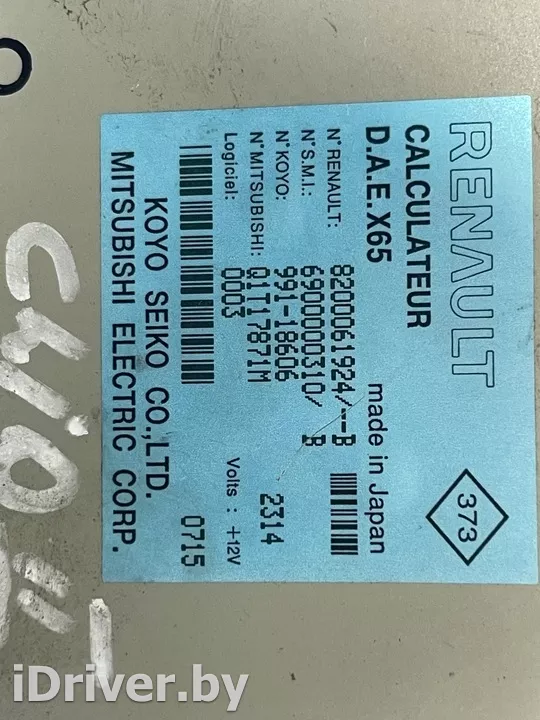 RENAULT
CALCULATEUR
D.A.E. X65 made in Japan
N° RENAULT: 8200061924/--B
N° S.M.I.: 6900000310/ B
N° KOYO: 991-18606
N° MITSUBISHI: Q1T17871M 2314
Logiciel: 0003 Volts : +12V
0715
KOYO SEIKO CO.,LTD.
MITSUBISHI ELECTRIC CORP.
373
iDriver.by